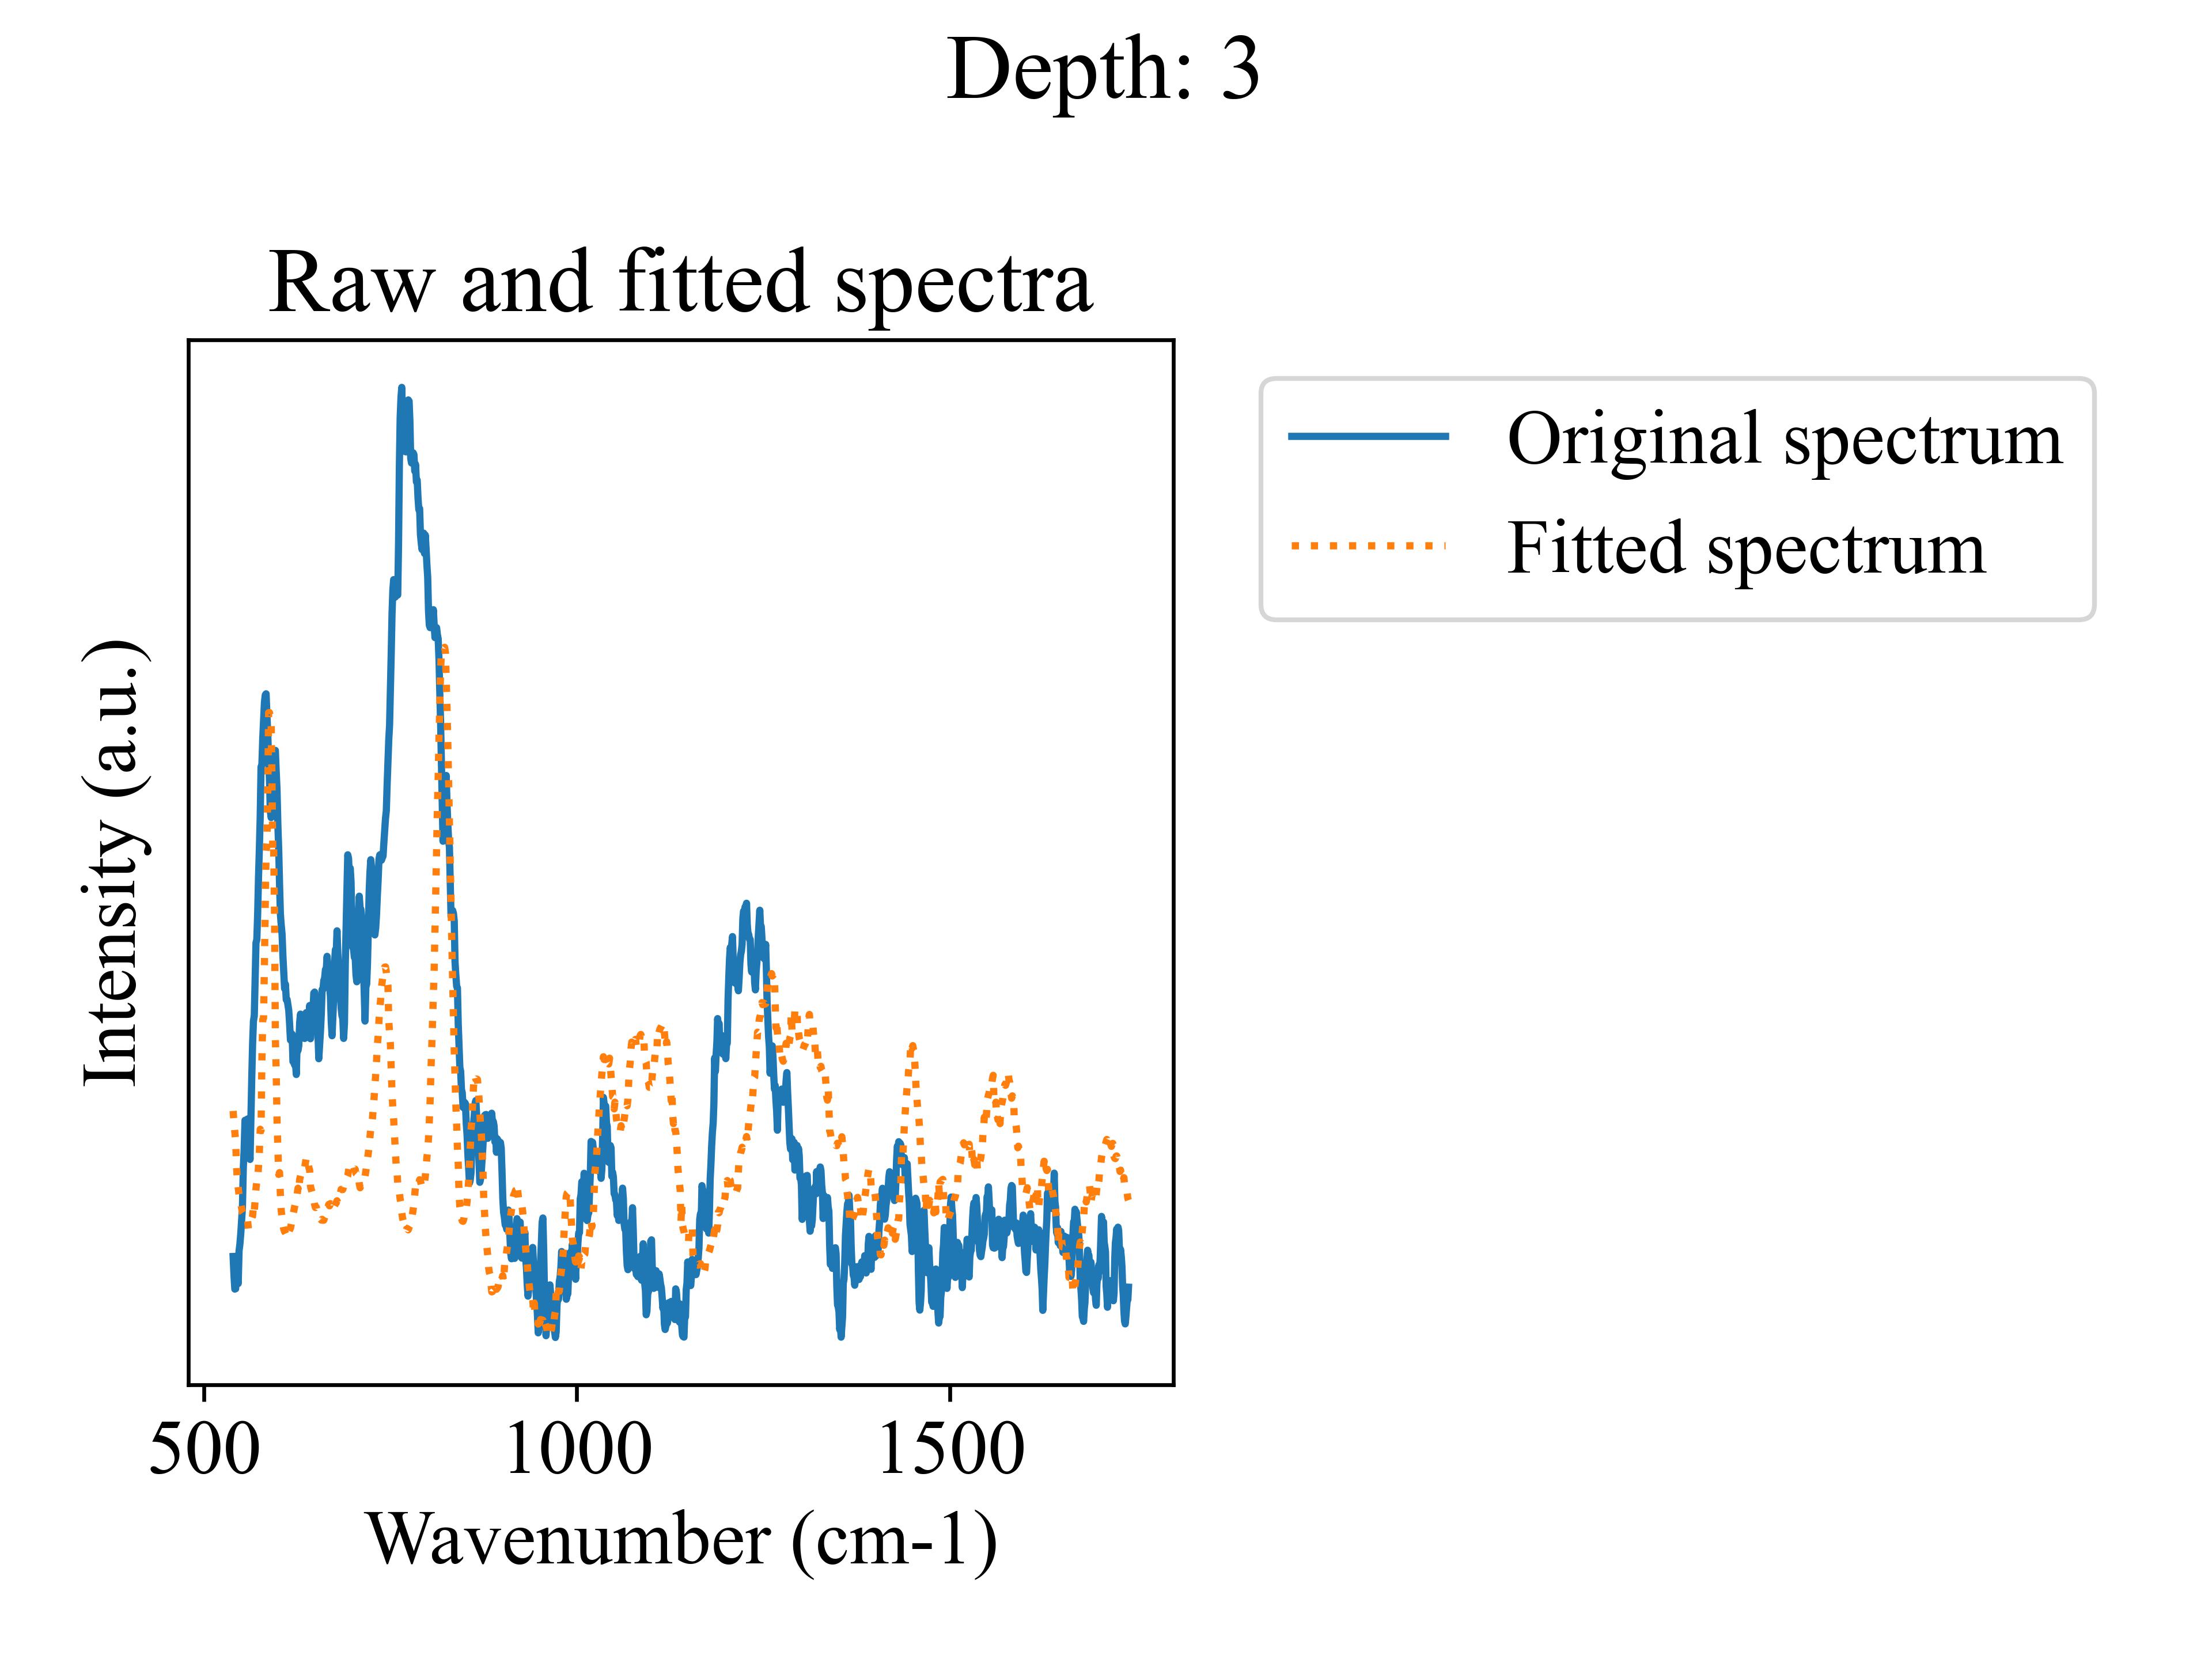 Depth: 3
Raw and fitted spectra
Original spectrum
Fitted spectrum
Intensity (a.u.)
500 1000 1500
Wavenumber (cm-1)